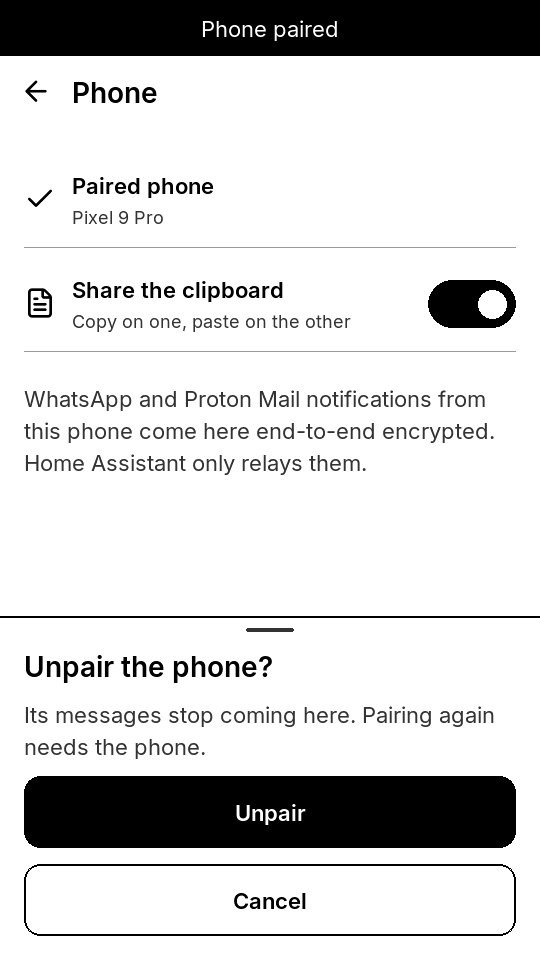 Phone paired
Phone
Paired phone
Pixel 9 Pro
Share the clipboard
Copy on one, paste on the other
WhatsApp and Proton Mail notifications from
this phone come here end-to-end encrypted.
Home Assistant only relays them.
Unpair the phone?
Its messages stop coming here. Pairing again
needs the phone.
Unpair
Cancel